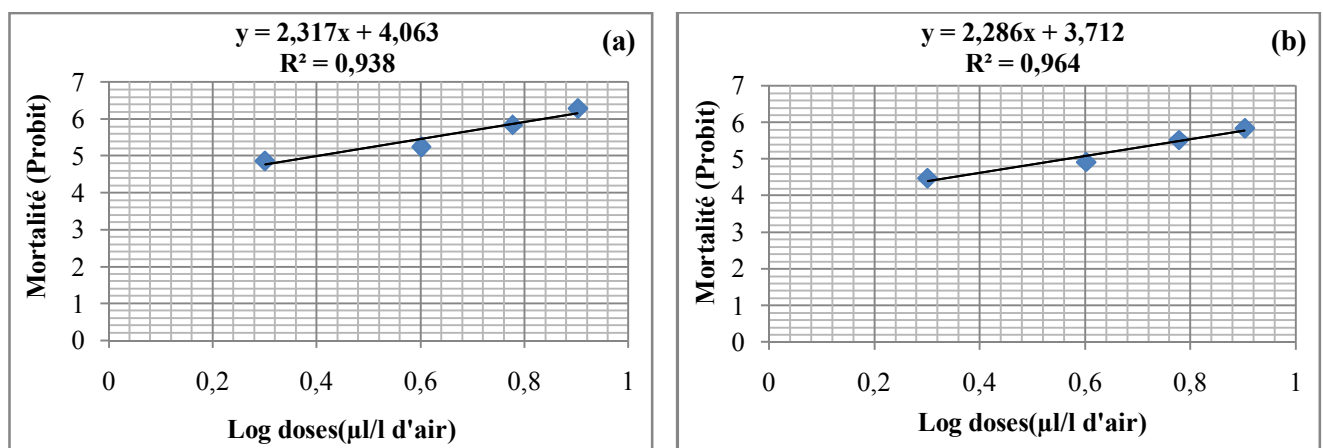 y = 2,317x + 4,063
R² = 0,938
(a)
Mortalité (Probit)
7
6
5
4
3
2
1
0
0 0,2 0,4 0,6 0,8 1
Log doses(µl/l d'air)
y = 2,286x + 3,712
R² = 0,964
(b)
Mortalité (Probit)
7
6
5
4
3
2
1
0
0 0,2 0,4 0,6 0,8 1
Log doses(µl/l d'air)